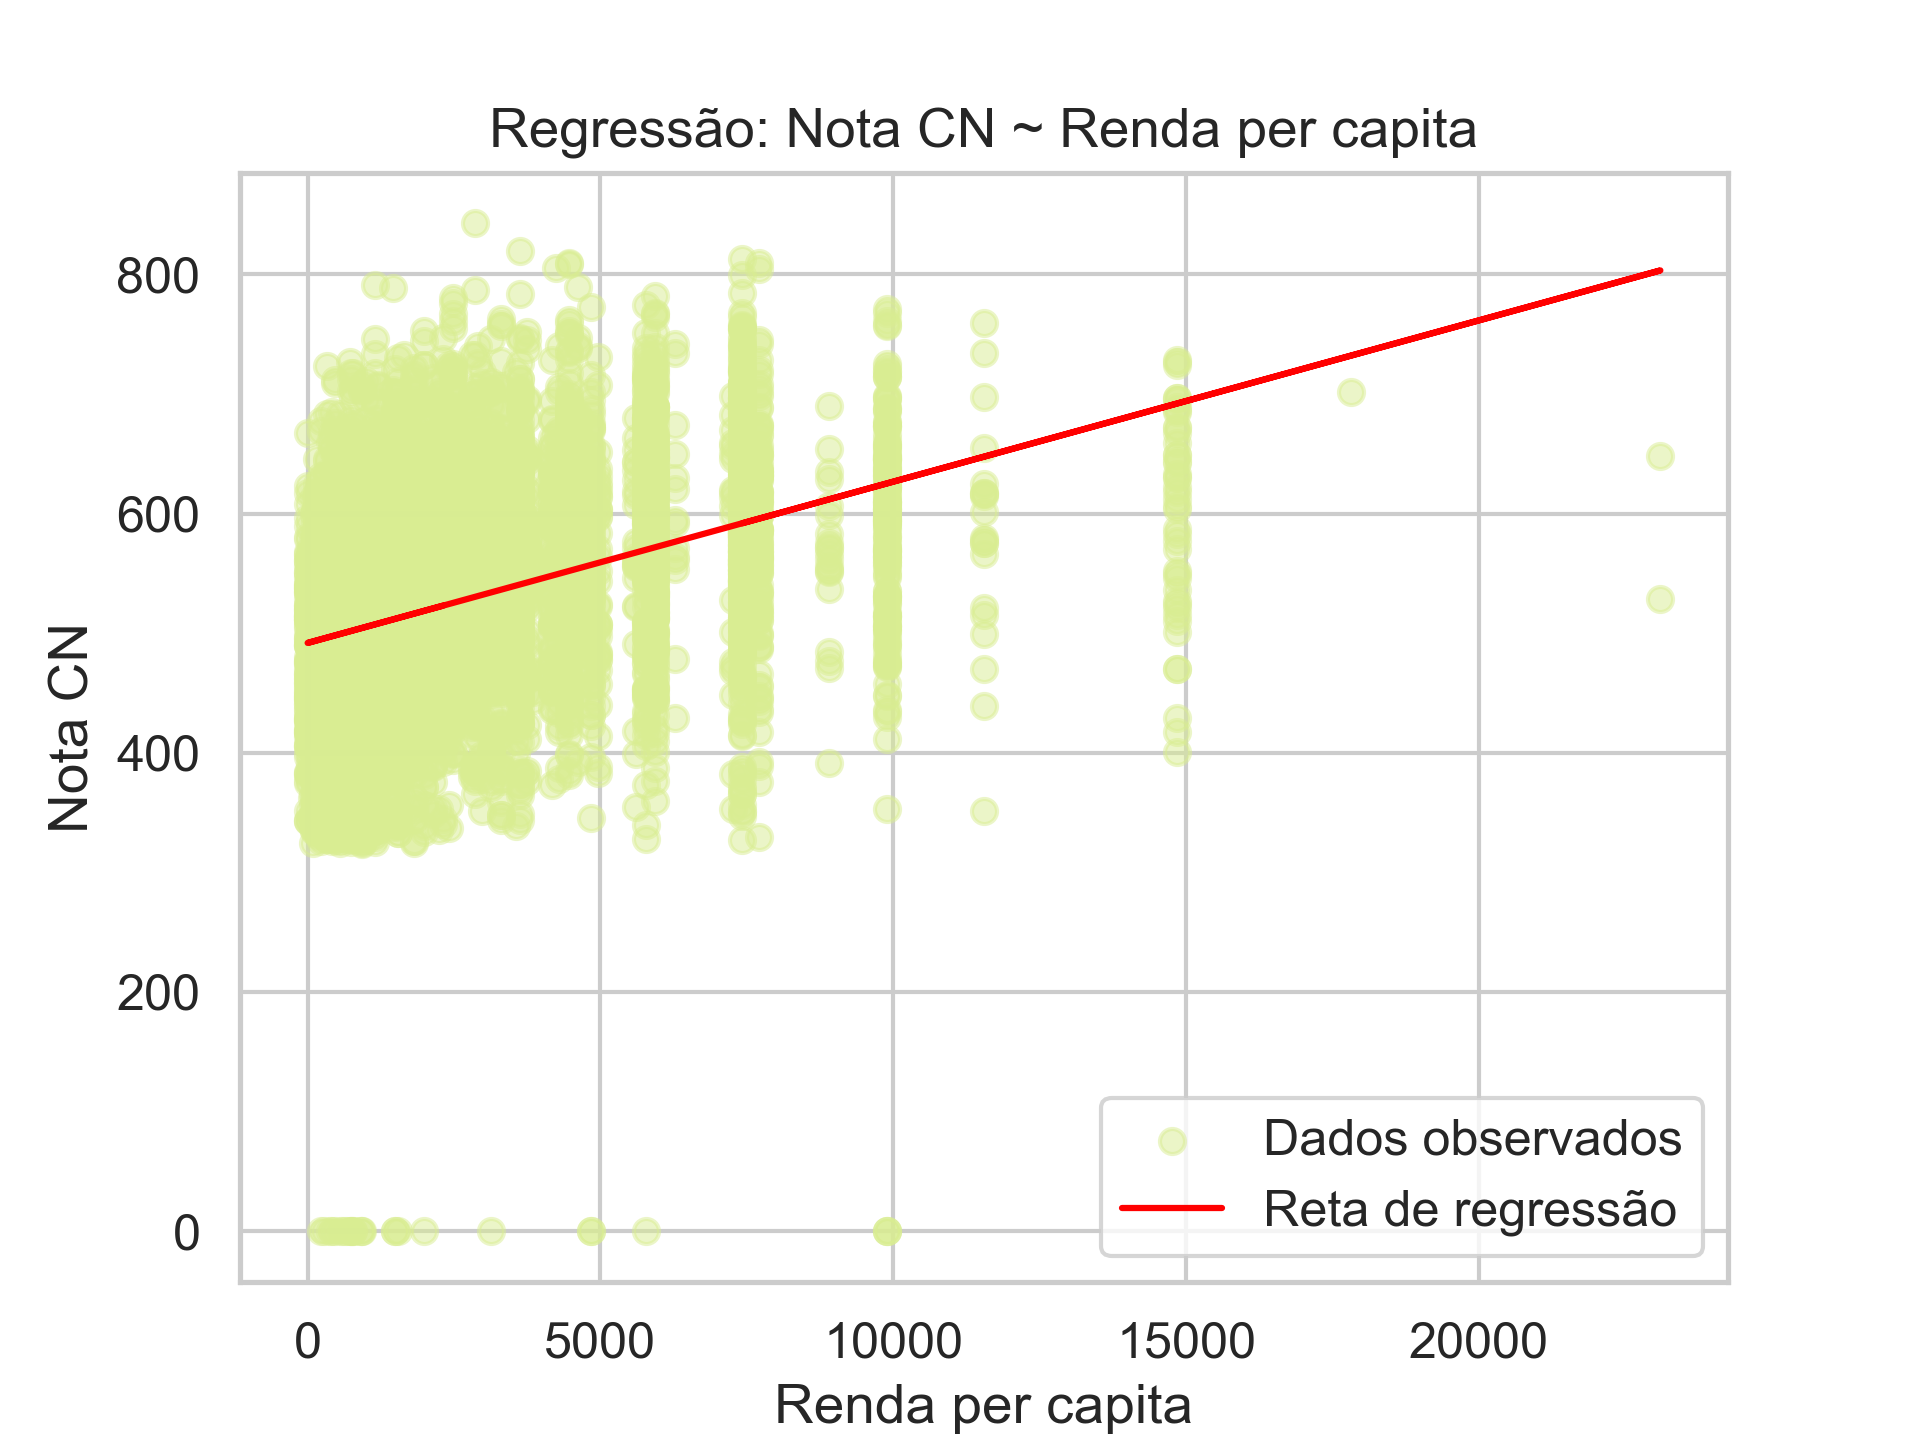 Regressão: Nota CN ~ Renda per capita
800
600
400
200
0
Nota CN
0 5000 10000 15000 20000
Renda per capita
Dados observados
Reta de regressão